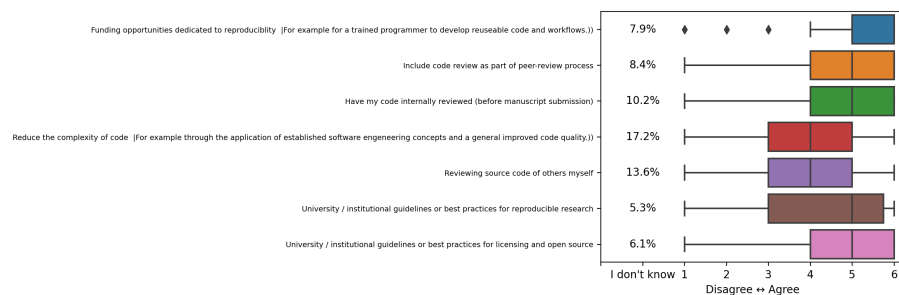 Funding opportunities dedicated to reproduciblity |For example for a trained programmer to develop reuseable code and workflows.)) 7.9%
Include code review as part of peer-review process 8.4%
Have my code internally reviewed (before manuscript submission) 10.2%
Reduce the complexity of code |For example through the application of established software engeneering concepts and a general improved code quality.)) 17.2%
Reviewing source code of others myself 13.6%
University / institutional guidelines or best practices for reproducible research 5.3%
University / institutional guidelines or best practices for licensing and open source 6.1%
I don't know 1 2 3 4 5 6
Disagree ↔ Agree